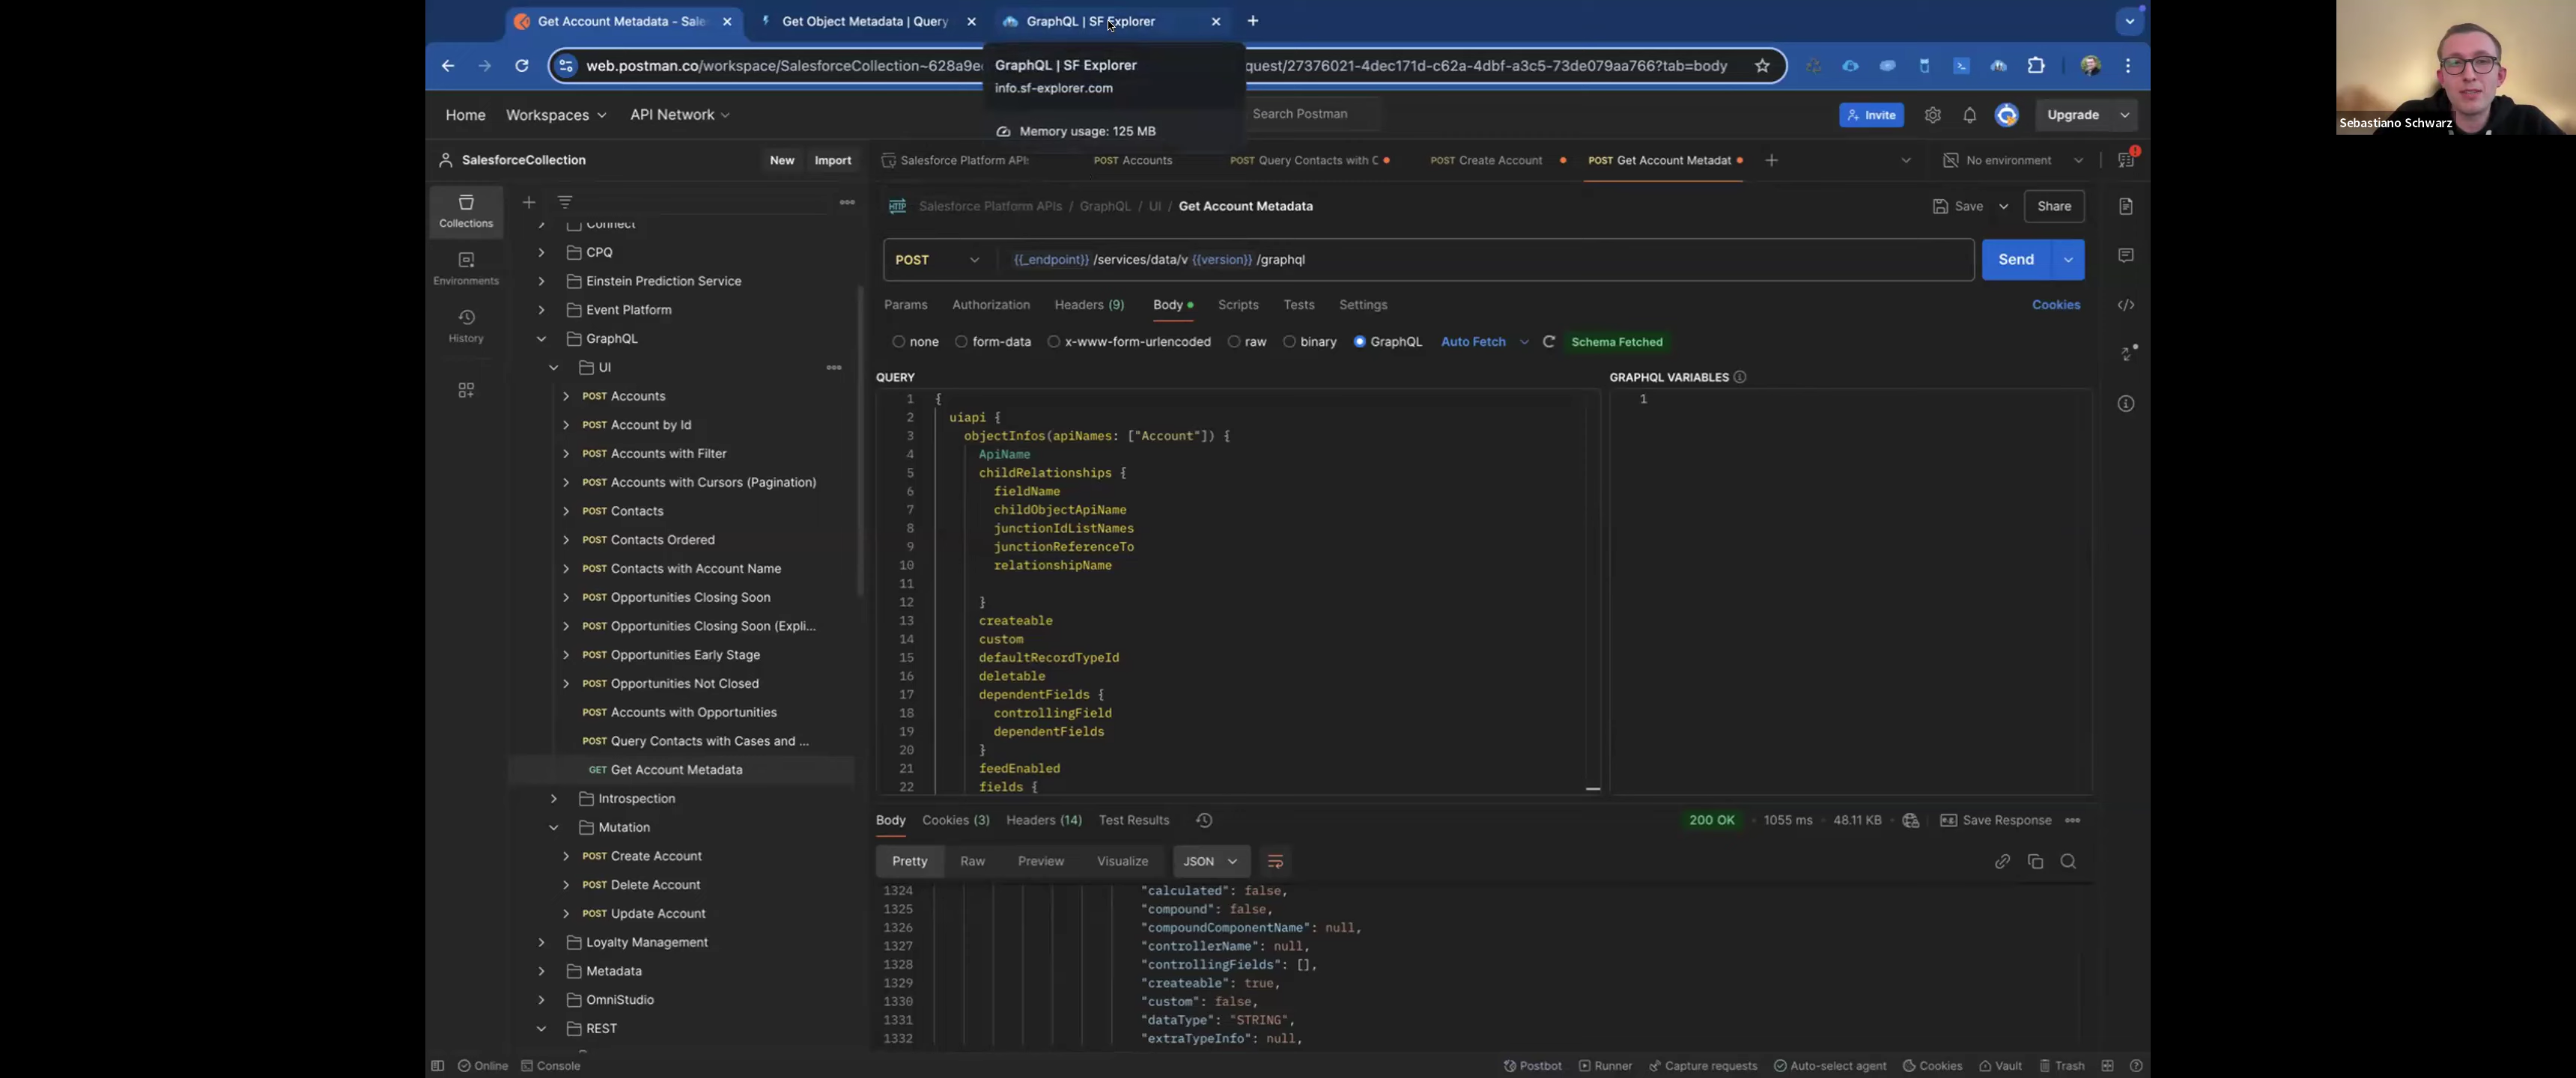 Get Account Metadata - Sale
Get Object Metadata | Query
GraphQL | SF Explorer
web.postman.co/workspace/SalesforceCollection~628a9e
quest/27376021-4dec171d-c62a-4dbf-a3c5-73de079aa766?tab=body
GraphQL | SF Explorer
info.sf-explorer.com
Memory usage: 125 MB
Sebastiano Schwarz
Home
Workspaces
API Network
Search Postman
Invite
Upgrade
SalesforceCollection
New
Import
Salesforce Platform APIs
POST Accounts
POST Query Contacts with C
POST Create Account
POST Get Account Metadat
No environment
Collections
Environments
History
Connect
CPQ
Einstein Prediction Service
Event Platform
GraphQL
UI
POST Accounts
POST Account by Id
POST Accounts with Filter
POST Accounts with Cursors (Pagination)
POST Contacts
POST Contacts Ordered
POST Contacts with Account Name
POST Opportunities Closing Soon
POST Opportunities Closing Soon (Expli...
POST Opportunities Early Stage
POST Opportunities Not Closed
POST Accounts with Opportunities
POST Query Contacts with Cases and ...
GET Get Account Metadata
Introspection
Mutation
POST Create Account
POST Delete Account
POST Update Account
Loyalty Management
Metadata
OmniStudio
REST
HTTP Salesforce Platform APIs / GraphQL / UI / Get Account Metadata
Save
Share
POST
{{_endpoint}} /services/data/v {{version}} /graphql
Send
Params
Authorization
Headers (9)
Body
Scripts
Tests
Settings
Cookies
none
form-data
x-www-form-urlencoded
raw
binary
GraphQL
Auto Fetch
Schema Fetched
QUERY
GRAPHQL VARIABLES
1 {
2 uiapi {
3 objectInfos(apiNames: ["Account"]) {
4 ApiName
5 childRelationships {
6 fieldName
7 childObjectApiName
8 junctionIdListNames
9 junctionReferenceTo
10 relationshipName
11
12 }
13 createable
14 custom
15 defaultRecordTypeId
16 deletable
17 dependentFields {
18 controllingField
19 dependentFields
20 }
21 feedEnabled
22 fields {
1
Body
Cookies (3)
Headers (14)
Test Results
200 OK
1055 ms
48.11 KB
Save Response
Pretty
Raw
Preview
Visualize
JSON
1324 "calculated": false,
1325 "compound": false,
1326 "compoundComponentName": null,
1327 "controllerName": null,
1328 "controllingFields": [],
1329 "createable": true,
1330 "custom": false,
1331 "dataType": "STRING",
1332 "extraTypeInfo": null,
Online
Console
Postbot
Runner
Capture requests
Auto-select agent
Cookies
Vault
Trash